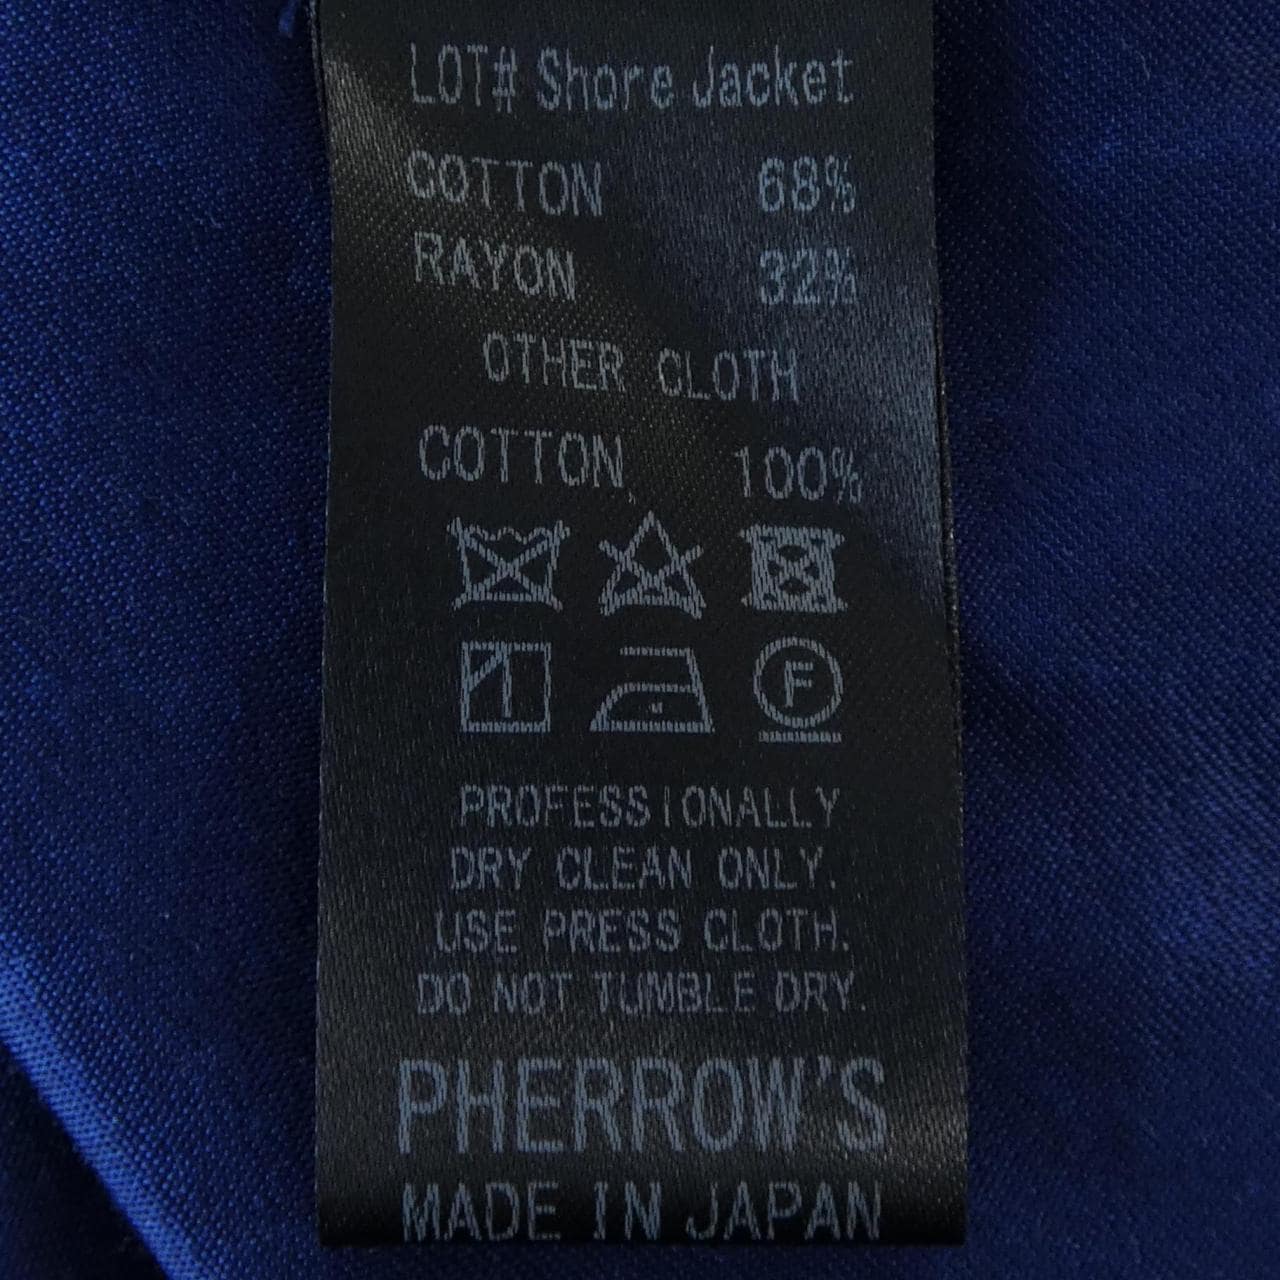 LOT# Shore Jacket
COTTON 68%
RAYON 32%
OTHER CLOTH
COTTON 100%
F
PROFESSIONALLY
DRY CLEAN ONLY.
USE PRESS CLOTH.
DO NOT TUMBLE DRY.
PHERROW'S
MADE IN JAPAN